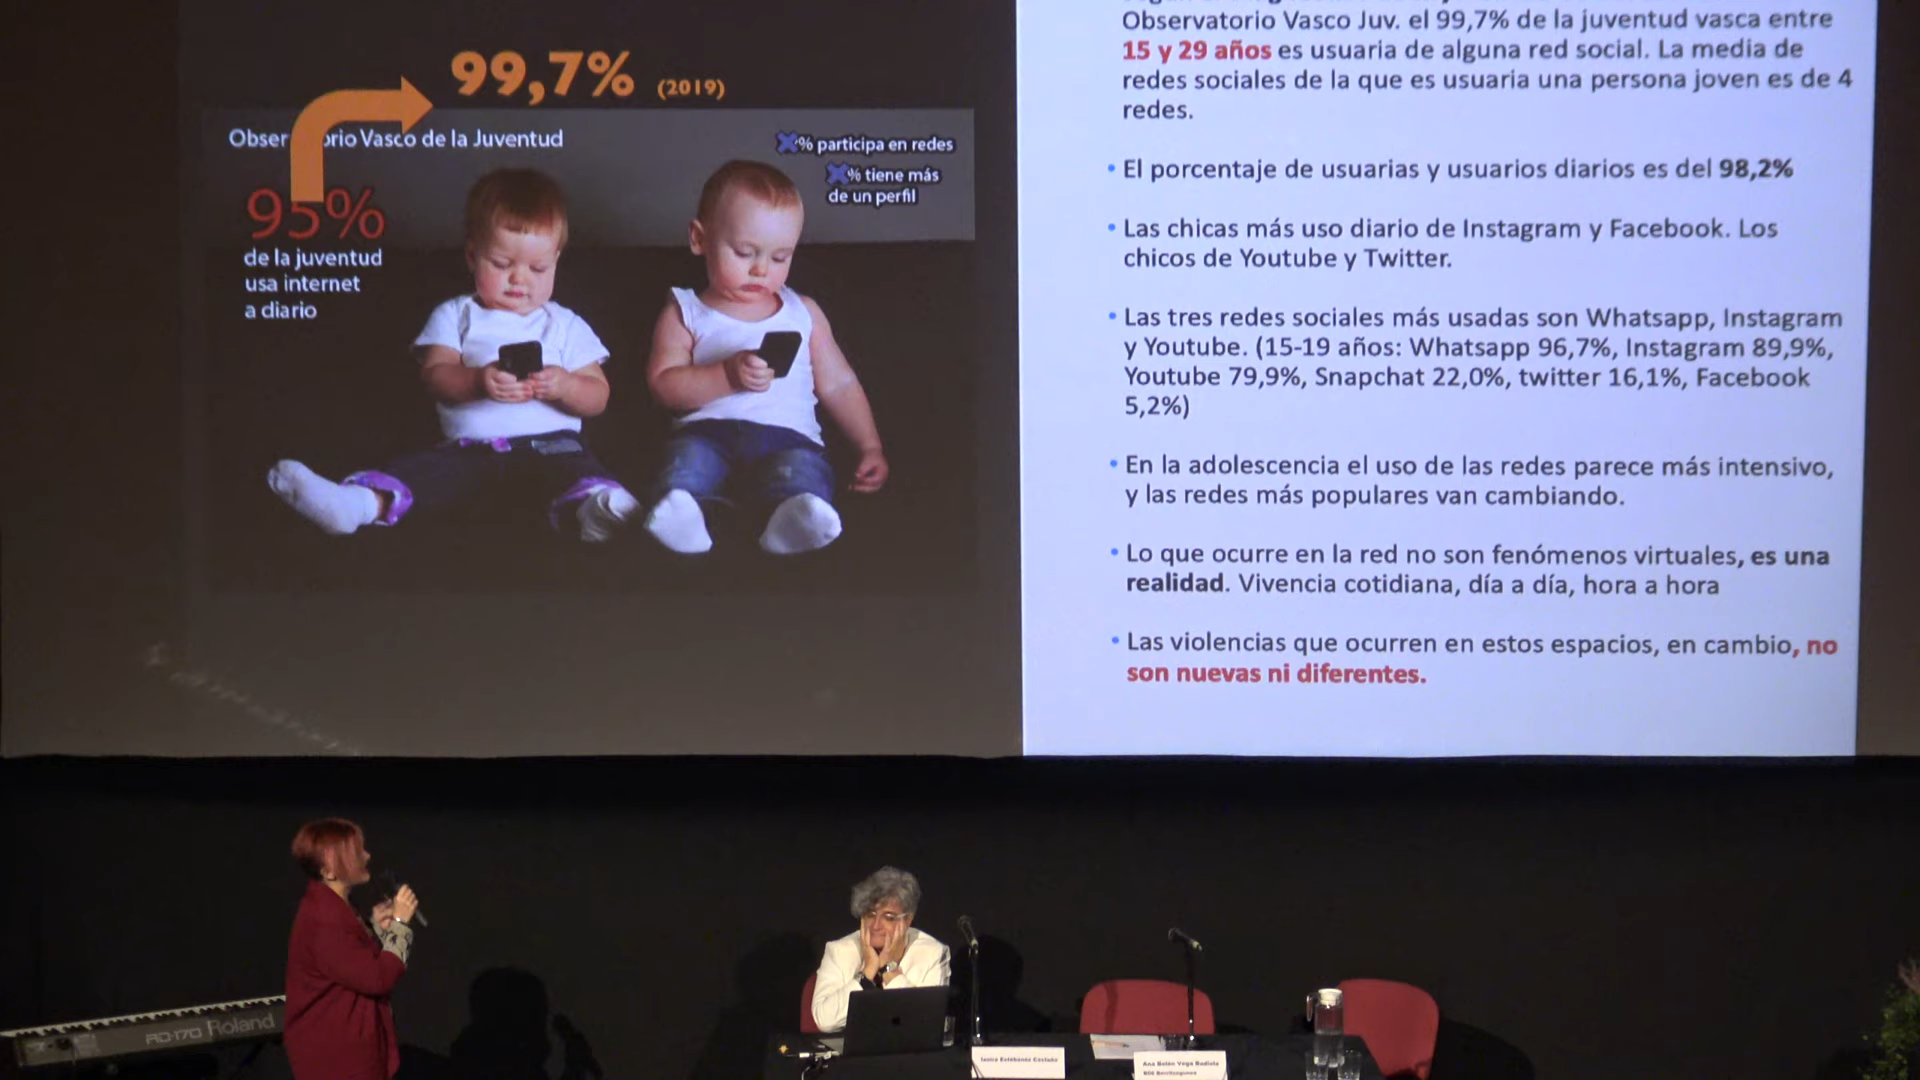 99,7% (2019)
Obser orio Vasco de la Juventud
% participa en redes
% tiene más
de un perfil
95%
de la juventud
usa internet
a diario
Observatorio Vasco Juv. el 99,7% de la juventud vasca entre
15 y 29 años es usuaria de alguna red social. La media de
redes sociales de la que es usuaria una persona joven es de 4
redes.
• El porcentaje de usuarias y usuarios diarios es del 98,2%
• Las chicas más uso diario de Instagram y Facebook. Los
chicos de Youtube y Twitter.
• Las tres redes sociales más usadas son Whatsapp, Instagram
y Youtube. (15-19 años: Whatsapp 96,7%, Instagram 89,9%,
Youtube 79,9%, Snapchat 22,0%, twitter 16,1%, Facebook
5,2%)
• En la adolescencia el uso de las redes parece más intensivo,
y las redes más populares van cambiando.
• Lo que ocurre en la red no son fenómenos virtuales, es una
realidad. Vivencia cotidiana, día a día, hora a hora
• Las violencias que ocurren en estos espacios, en cambio, no
son nuevas ni diferentes.
RD-170 Roland
Ianire Estébanez Castaño
Ana Belén Vega Badiola